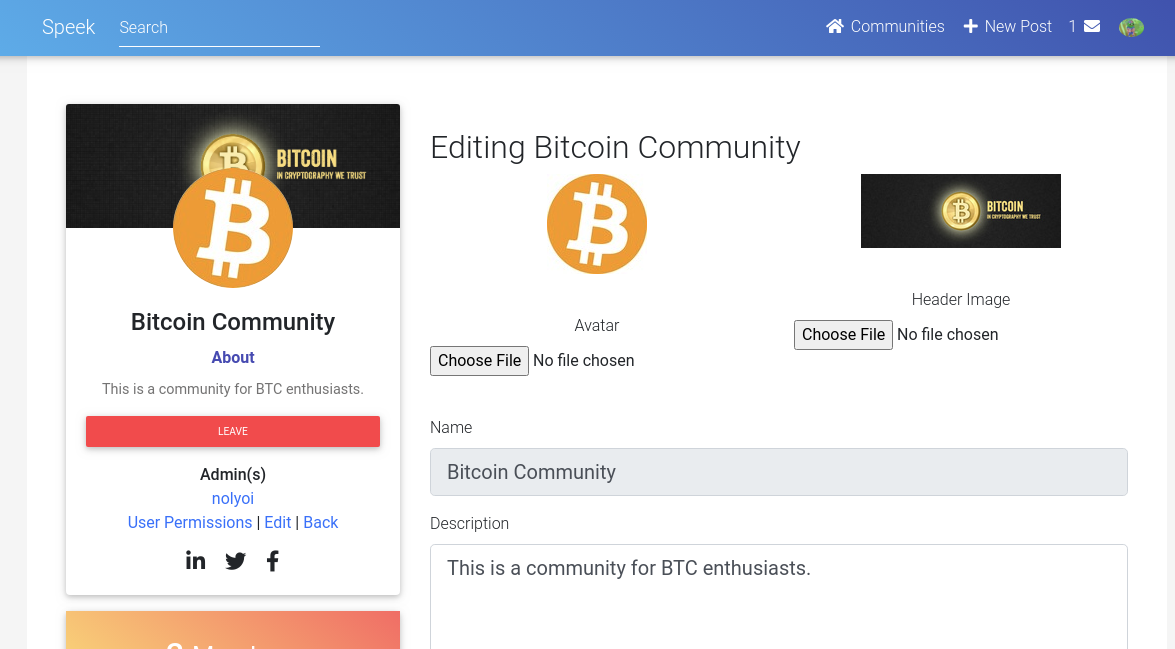 Speek
Search
Communities
New Post
1
BITCOIN
IN CRYPTOGRAPHY WE TRUST
Bitcoin Community
About
This is a community for BTC enthusiasts.
LEAVE
Admin(s)
nolyoi
User Permissions | Edit | Back
Editing Bitcoin Community
BITCOIN
IN CRYPTOGRAPHY WE TRUST
Avatar
Choose File No file chosen
Header Image
Choose File No file chosen
Name
Bitcoin Community
Description
This is a community for BTC enthusiasts.